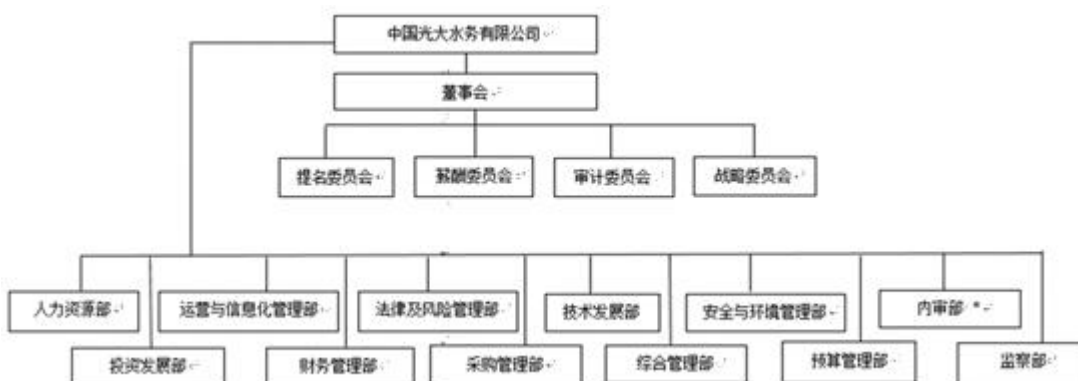 中国光大水务有限公司
董事会
提名委员会
薪酬委员会
审计委员会
战略委员会
人力资源部
运营与信息化管理部
法律及风险管理部
技术发展部
安全与环境管理部
内审部 *
投资发展部
财务管理部
采购管理部
综合管理部
预算管理部
监察部